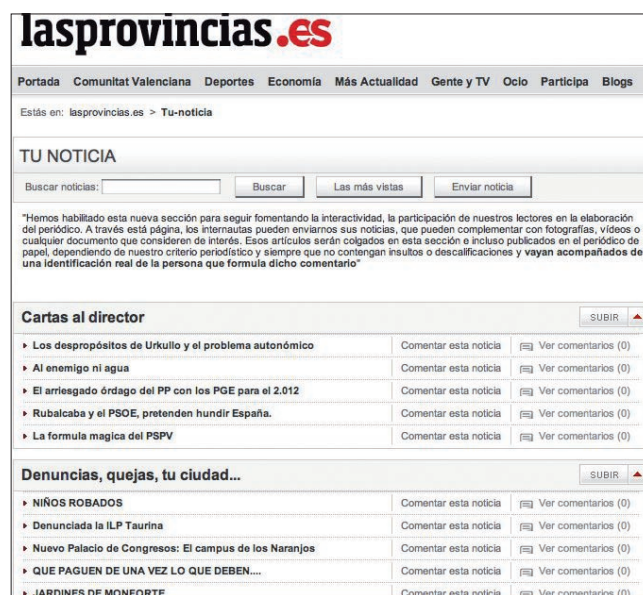 lasprovincias.es
Portada Comunitat Valenciana Deportes Economía Más Actualidad Gente y TV Ocio Participa Blogs
Estás en: lasprovincias.es > Tu-noticia
TU NOTICIA
Buscar noticias: Buscar Las más vistas Enviar noticia
"Hemos habilitado esta nueva sección para seguir fomentando la interactividad, la participación de nuestros lectores en la elaboración
del periódico. A través está página, los internautas pueden enviarnos sus noticias, que pueden complementar con fotografías, vídeos o
cualquier documento que consideren de interés. Esos artículos serán colgados en esta sección e incluso publicados en el periódico de
papel, dependiendo de nuestro criterio periodístico y siempre que no contengan insultos o descalificaciones y vayan acompañados de
una identificación real de la persona que formula dicho comentario"
Cartas al director SUBIR
Los despropósitos de Urkullo y el problema autonómico Comentar esta noticia Ver comentarios (0)
Al enemigo ni agua Comentar esta noticia Ver comentarios (0)
El arriesgado órdago del PP con los PGE para el 2.012 Comentar esta noticia Ver comentarios (0)
Rubalcaba y el PSOE, pretenden hundir España. Comentar esta noticia Ver comentarios (0)
La formula magica del PSPV Comentar esta noticia Ver comentarios (0)
Denuncias, quejas, tu ciudad... SUBIR
NIÑOS ROBADOS Comentar esta noticia Ver comentarios (0)
Denunciada la ILP Taurina Comentar esta noticia Ver comentarios (0)
Nuevo Palacio de Congresos: El campus de los Naranjos Comentar esta noticia Ver comentarios (0)
QUE PAGUEN DE UNA VEZ LO QUE DEBEN.... Comentar esta noticia Ver comentarios (0)
JARDINES DE MONFORTE Comentar esta noticia Ver comentarios (0)